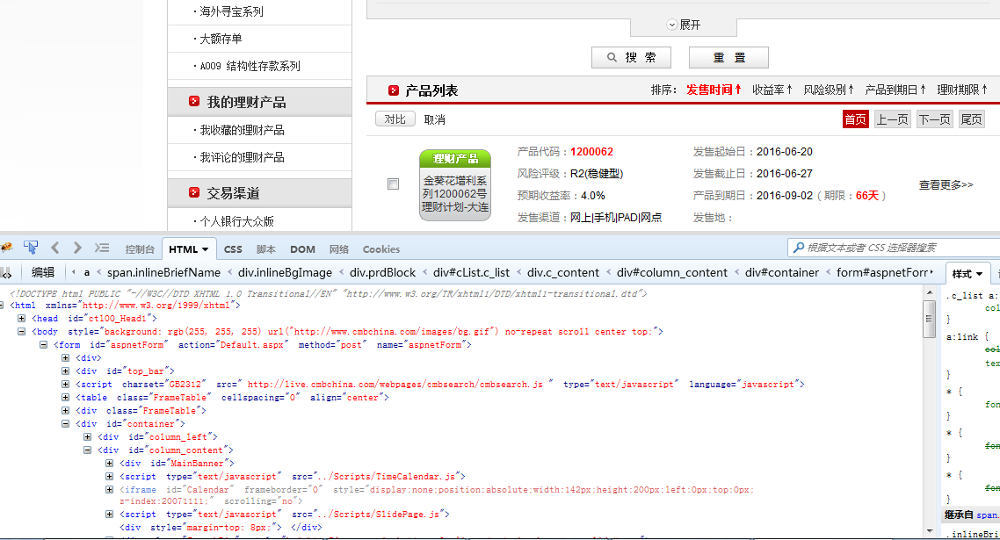 · 海外寻宝系列
· 大额存单
· A009 结构性存款系列
我的理财产品
· 我收藏的理财产品
· 我评论的理财产品
交易渠道
· 个人银行大众版
展开
搜 索
重 置
产品列表
排序： 发售时间↑ 收益率↑ 风险级别↑ 产品到期日↑ 理财期限↑
对比 取消
首页 上一页 下一页 尾页
理财产品
金葵花增利系
列1200062号
理财计划-大连
产品代码：1200062
风险评级：R2(稳健型)
预期收益率：4.0%
发售渠道：网上|手机|PAD|网点
发售起始日：2016-06-20
发售截止日：2016-06-27
产品到期日：2016-09-02 ( 期限：66天 )
发售地：
查看更多>>
控制台 HTML CSS 脚本 DOM 网络 Cookies
根据文本或者 CSS 选择器搜索
编辑 a < span.inlineBriefName < div.inlineBgImage < div.prdBlock < div#cList.c_list < div.c_content < div#column_content < div#container < form#aspnetForr
样式
<!DOCTYPE html PUBLIC "-//W3C//DTD XHTML 1.0 Transitional//EN" "http://www.w3.org/TR/xhtml1/DTD/xhtml1-transitional.dtd">
<html xmlns="http://www.w3.org/1999/xhtml">
<head id="ctl00_Head1">
<body style="background: rgb(255, 255, 255) url("http://www.cmbchina.com/images/bg.gif") no-repeat scroll center top;">
<form id="aspnetForm" action="Default.aspx" method="post" name="aspnetForm">
<div>
<div id="top_bar">
<script charset="GB2312" src=" http://live.cmbchina.com/webpages/cmbsearch/cmbsearch.js " type="text/javascript" language="javascript">
<table class="FrameTable" cellspacing="0" align="center">
<div class="FrameTable">
<div id="container">
<div id="column_left">
<div id="column_content">
<div id="MainBanner">
<script type="text/javascript" src="../Scripts/TimeCalendar.js">
<iframe id="Calendar" frameborder="0" style="display:none;position:absolute;width:142px;height:200px;left:0px;top:0px;
z-index:20071111;" scrolling="no">
<script type="text/javascript" src="../Scripts/SlidePage.js">
<div style="margin-top: 8px;"> </div>
.c_list a:
col
}
a:link {
col
tex
}
* {
fon
}
* {
fon
}
* {
fon
}
继承自 span.
.inlineBri